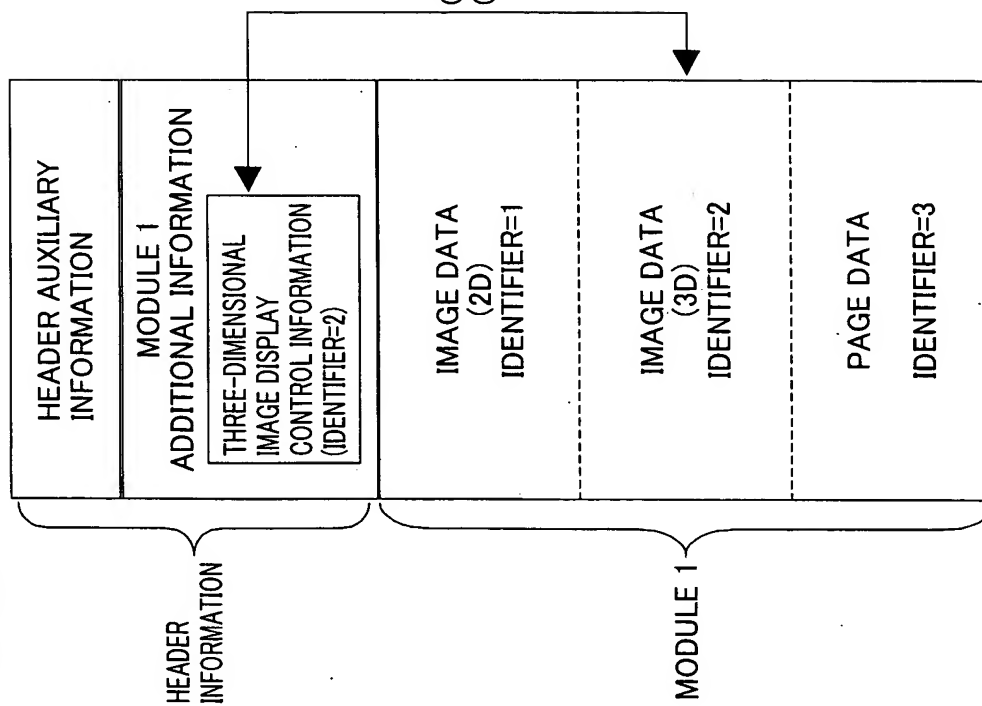 HEADER AUXILIARY
INFORMATION
MODULE 1
ADDITIONAL INFORMATION
THREE-DIMENSIONAL
IMAGE DISPLAY
CONTROL INFORMATION
(IDENTIFIER=2)
HEADER
INFORMATION
IMAGE DATA
(2D)
IDENTIFIER=1
IMAGE DATA
(3D)
IDENTIFIER=2
PAGE DATA
IDENTIFIER=3
MODULE 1